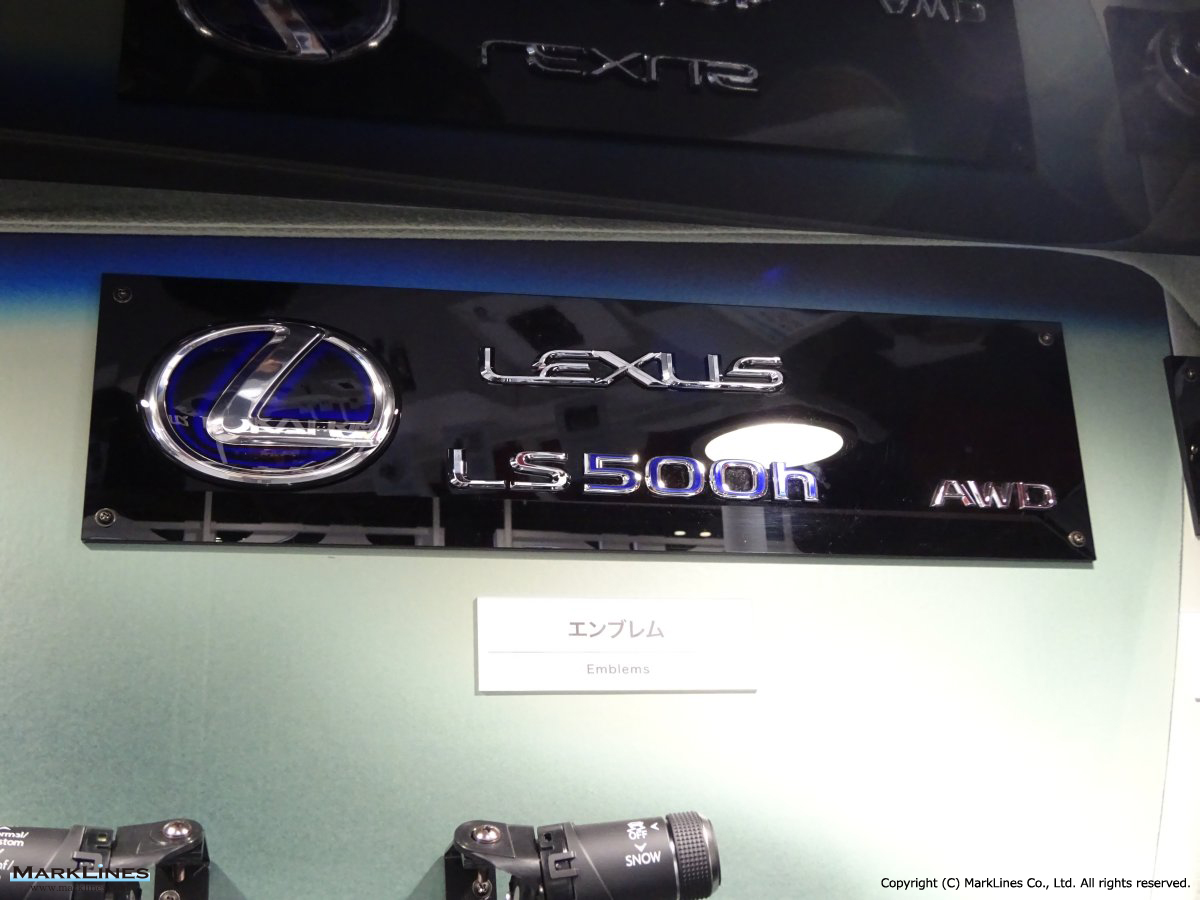 LEXUS
LS500h
AWD
エンブレム
Emblems
OFF
SNOW
MARKLINES
Copyright (C) MarkLines Co., Ltd. All rights reserved.